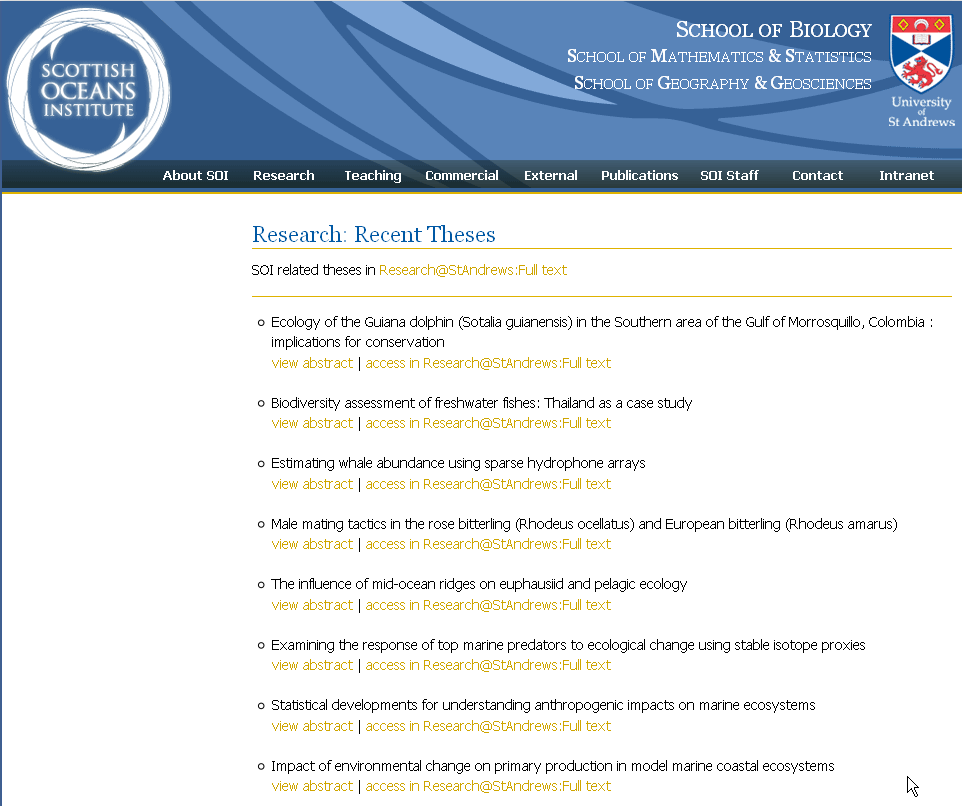 SCHOOL OF BIOLOGY
SCHOOL OF MATHEMATICS & STATISTICS
SCHOOL OF GEOGRAPHY & GEOSCIENCES
SCOTTISH
OCEANS
INSTITUTE
University
of
St Andrews
About SOI Research Teaching Commercial External Publications SOI Staff Contact Intranet
Research: Recent Theses
SOI related theses in Research@StAndrews:Full text
Ecology of the Guiana dolphin (Sotalia guianensis) in the Southern area of the Gulf of Morrosquillo, Colombia :
implications for conservation
view abstract | access in Research@StAndrews:Full text
Biodiversity assessment of freshwater fishes: Thailand as a case study
view abstract | access in Research@StAndrews:Full text
Estimating whale abundance using sparse hydrophone arrays
view abstract | access in Research@StAndrews:Full text
Male mating tactics in the rose bitterling (Rhodeus ocellatus) and European bitterling (Rhodeus amarus)
view abstract | access in Research@StAndrews:Full text
The influence of mid-ocean ridges on euphausiid and pelagic ecology
view abstract | access in Research@StAndrews:Full text
Examining the response of top marine predators to ecological change using stable isotope proxies
view abstract | access in Research@StAndrews:Full text
Statistical developments for understanding anthropogenic impacts on marine ecosystems
view abstract | access in Research@StAndrews:Full text
Impact of environmental change on primary production in model marine coastal ecosystems
view abstract | access in Research@StAndrews:Full text